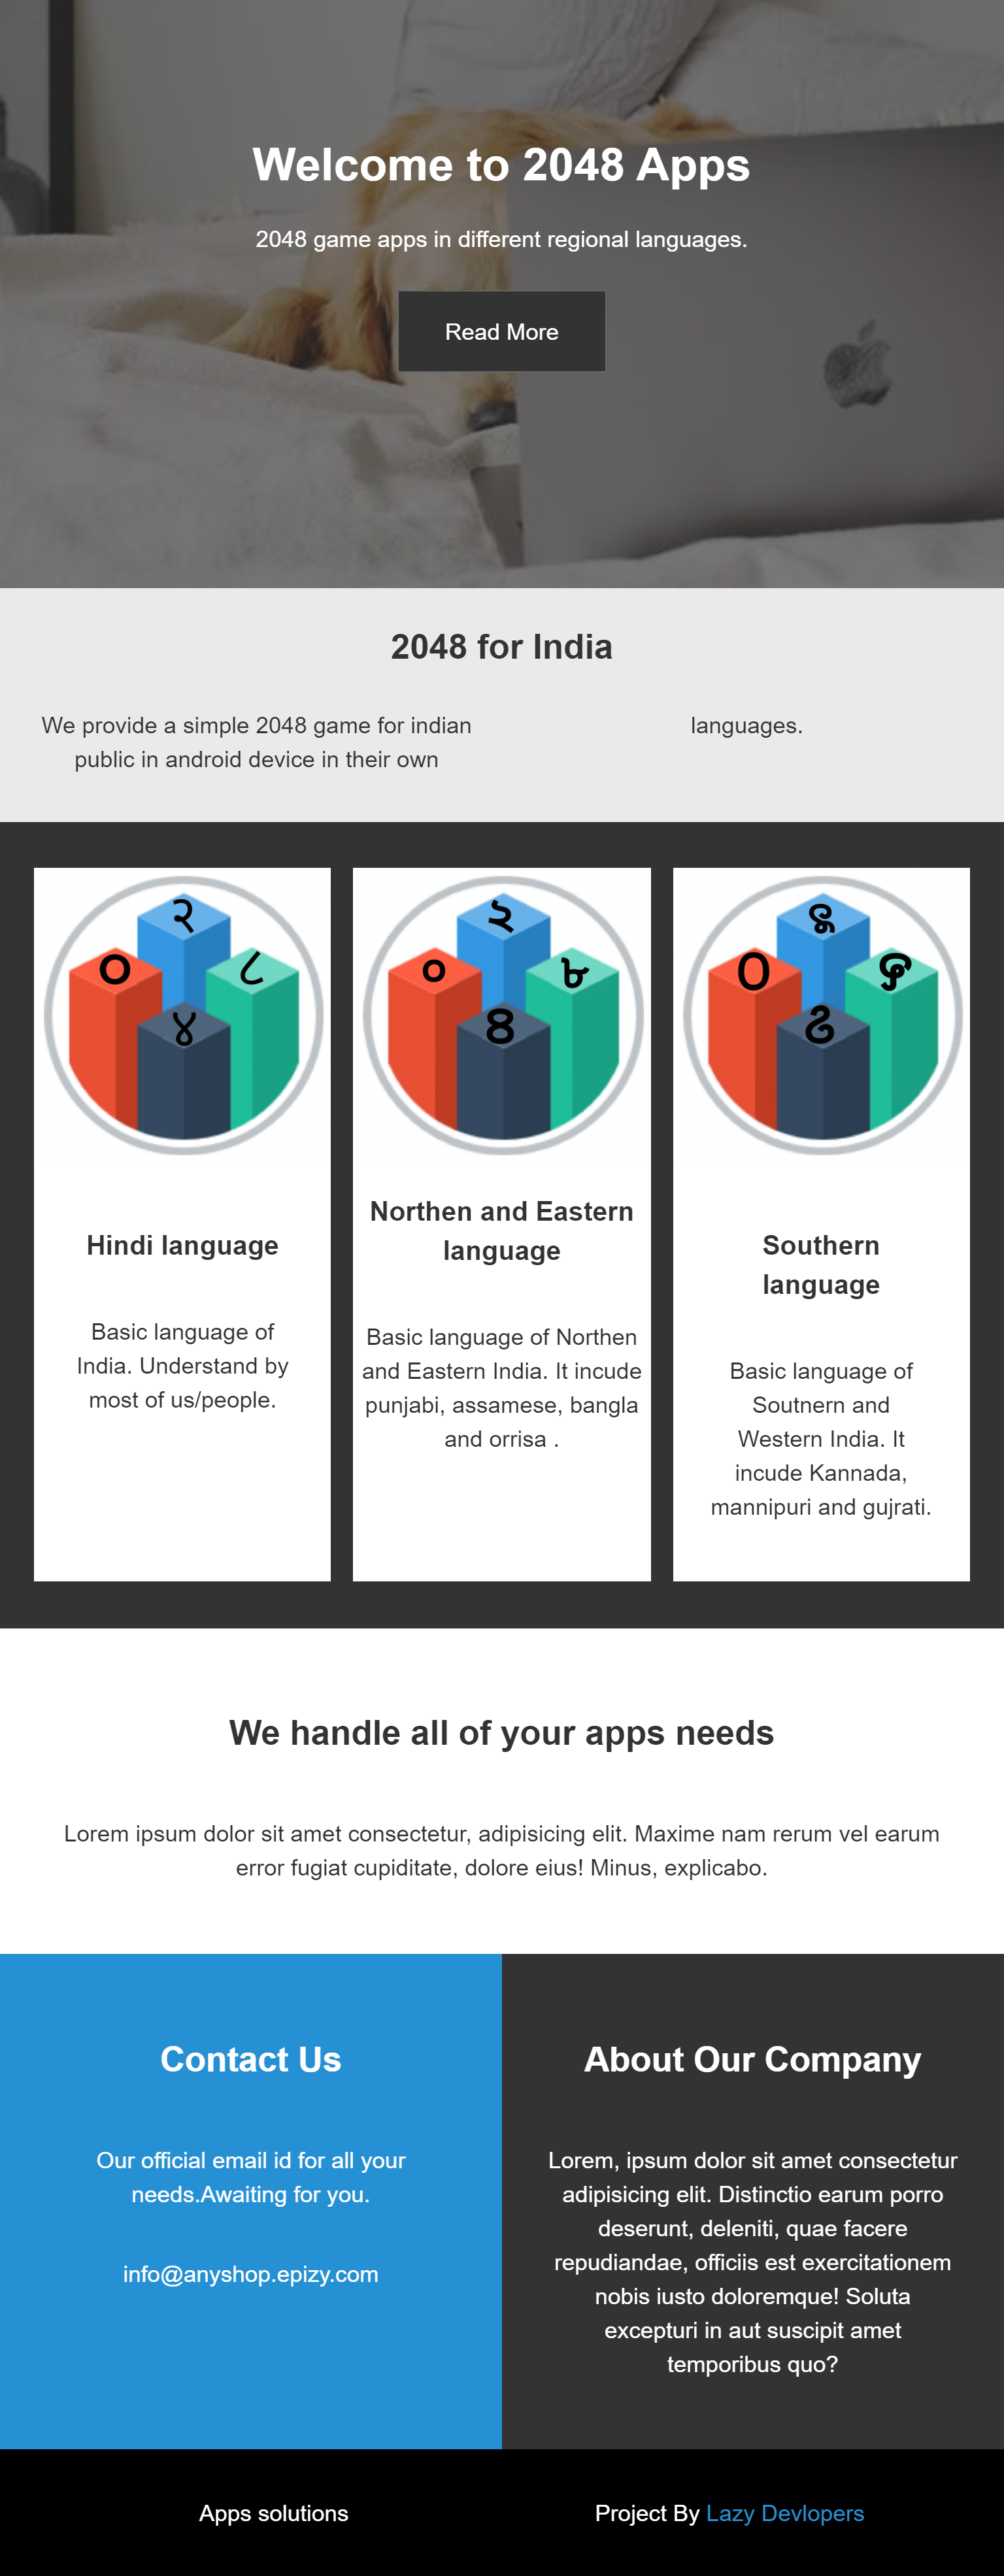 Welcome to 2048 Apps
2048 game apps in different regional languages.
Read More
2048 for India
We provide a simple 2048 game for indian
public in android device in their own
languages.
२
० ८
४
Hindi language
Basic language of
India. Understand by
most of us/people.
২
০ ৮
৪
Northen and Eastern
language
Basic language of Northen
and Eastern India. It incude
punjabi, assamese, bangla
and orrisa .
Southern
language
Basic language of
Soutnern and
Western India. It
incude Kannada,
mannipuri and gujrati.
We handle all of your apps needs
Lorem ipsum dolor sit amet consectetur, adipisicing elit. Maxime nam rerum vel earum
error fugiat cupiditate, dolore eius! Minus, explicabo.
Contact Us
Our official email id for all your
needs.Awaiting for you.
info@anyshop.epizy.com
About Our Company
Lorem, ipsum dolor sit amet consectetur
adipisicing elit. Distinctio earum porro
deserunt, deleniti, quae facere
repudiandae, officiis est exercitationem
nobis iusto doloremque! Soluta
excepturi in aut suscipit amet
temporibus quo?
Apps solutions
Project By Lazy Devlopers